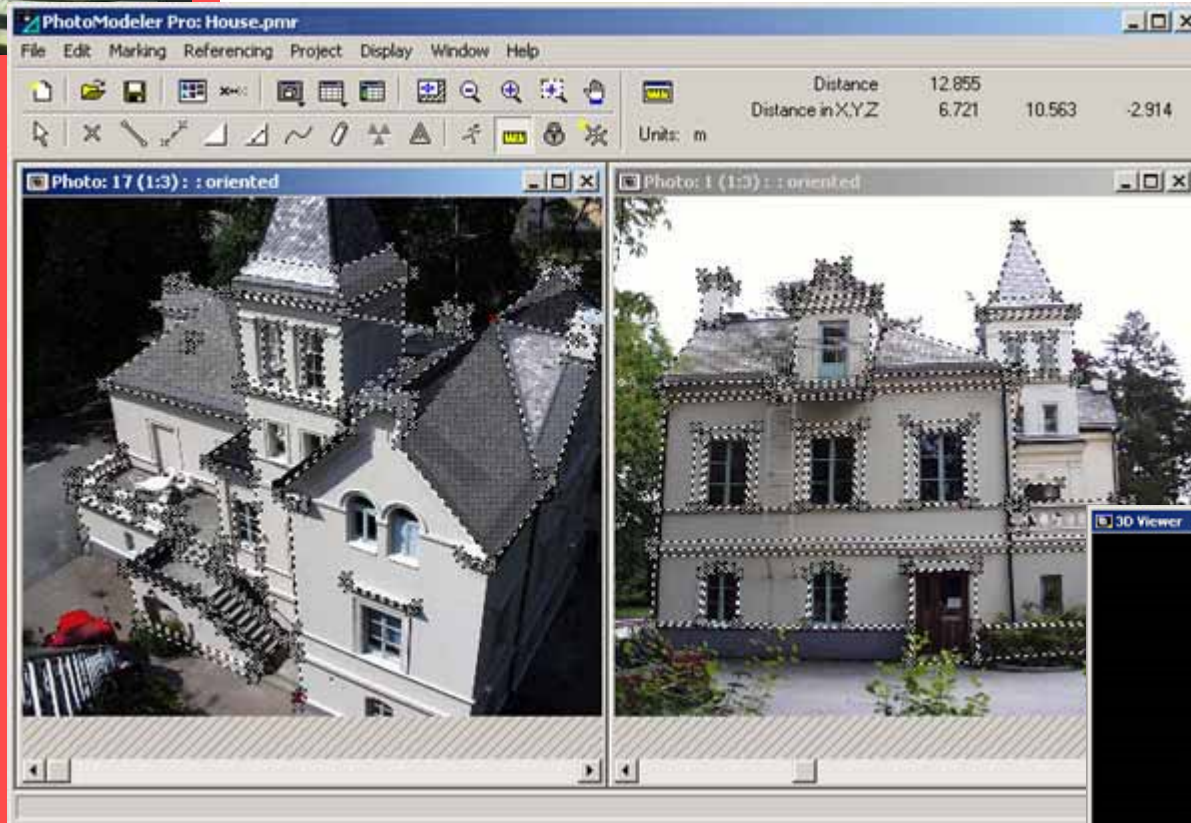 PhotoModeler Pro: House.pmr
File Edit Marking Referencing Project Display Window Help
Distance 12.855
Distance in X,Y,Z 6.721 10.563 -2.914
Units: m
Photo: 17 (1:3) : : oriented
Photo: 1 (1:3) : : oriented
3D Viewer